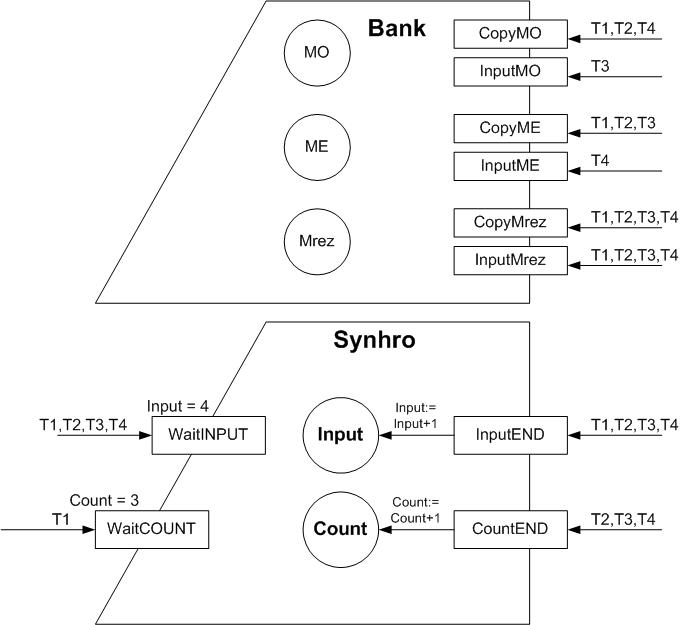 Bank
MO
CopyMO
T1,T2,T4
InputMO
T3
ME
CopyME
T1,T2,T3
InputME
T4
Mrez
CopyMrez
T1,T2,T3,T4
InputMrez
T1,T2,T3,T4
Synhro
Input = 4
T1,T2,T3,T4
WaitINPUT
Input
Input:=
Input+1
InputEND
T1,T2,T3,T4
Count = 3
T1
WaitCOUNT
Count
Count:=
Count+1
CountEND
T2,T3,T4